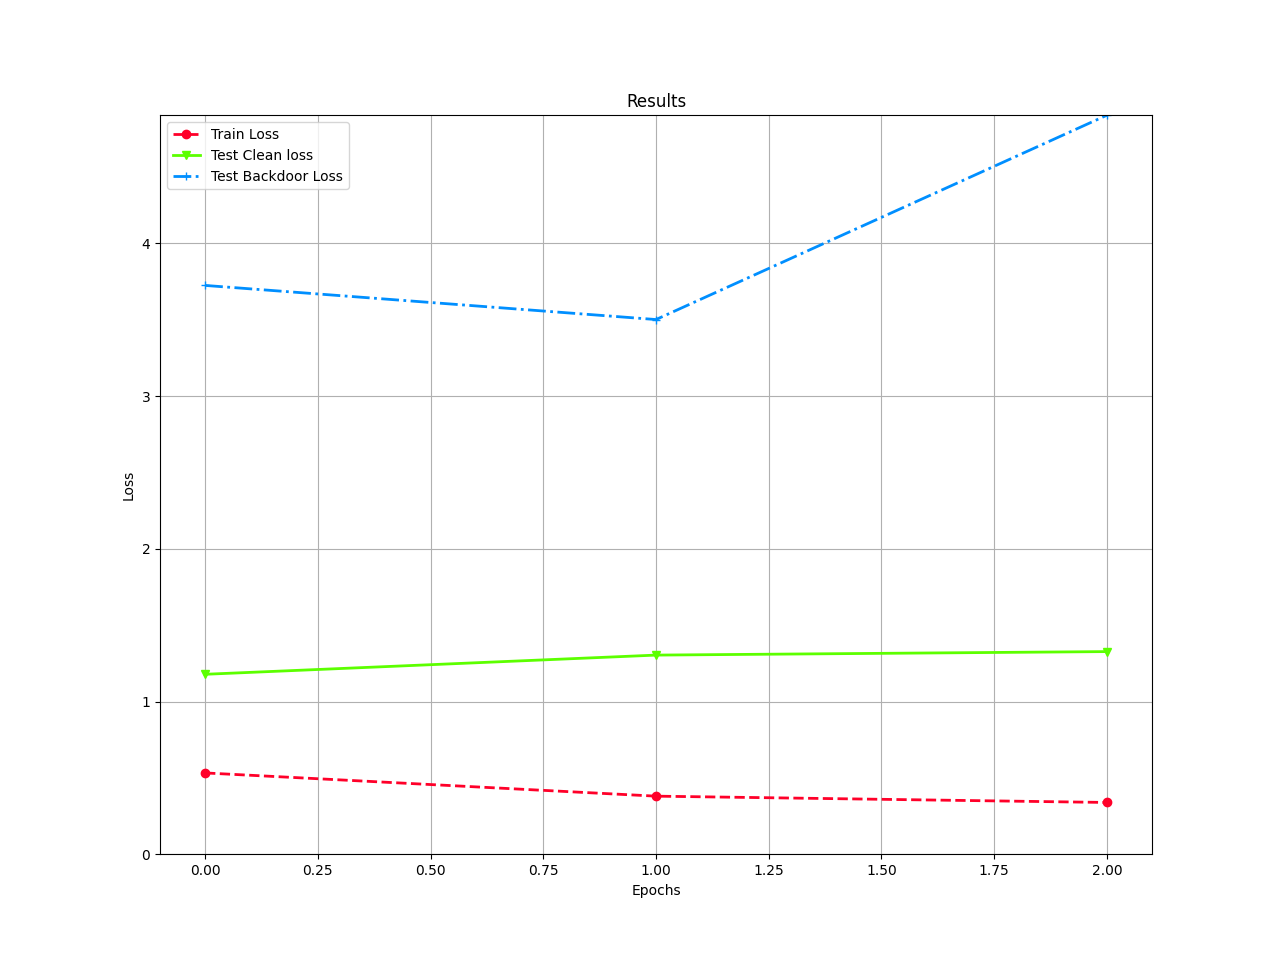 Results
Train Loss
Test Clean loss
Test Backdoor Loss
4
3
2
1
0
Loss
0.00 0.25 0.50 0.75 1.00 1.25 1.50 1.75 2.00
Epochs